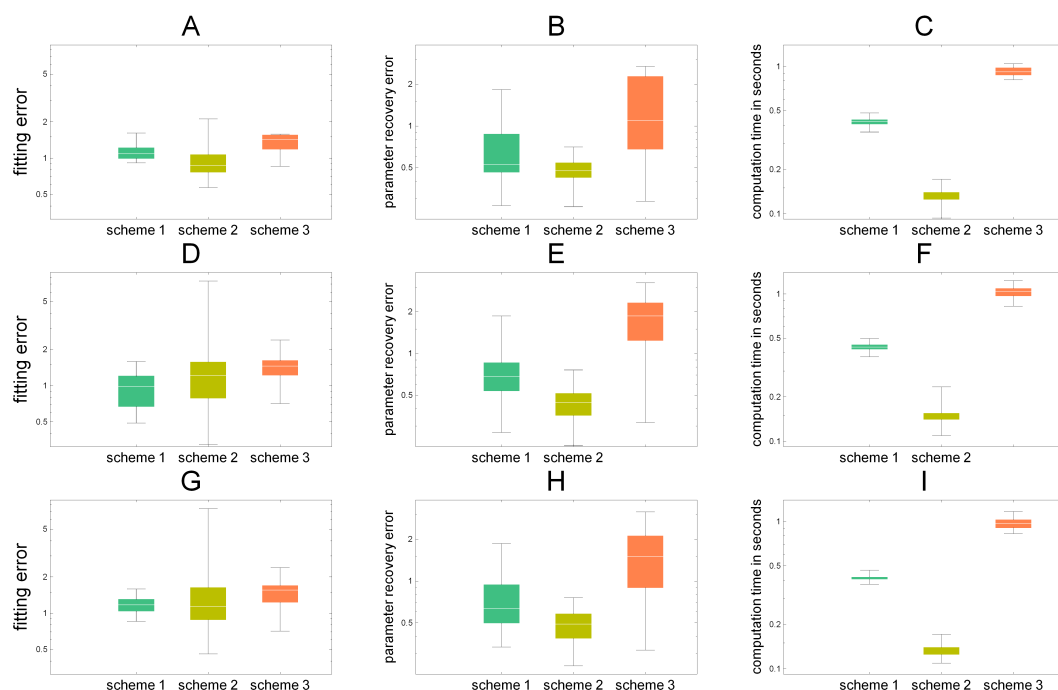 A
B
C
fitting error
5
2
1
0.5
scheme 1 scheme 2 scheme 3
parameter recovery error
2
1
0.5
scheme 1 scheme 2 scheme 3
computation time in seconds
1
0.5
0.2
0.1
scheme 1 scheme 2 scheme 3
D
E
F
fitting error
5
2
1
0.5
scheme 1 scheme 2 scheme 3
parameter recovery error
2
1
0.5
scheme 1 scheme 2
computation time in seconds
1
0.5
0.2
0.1
scheme 1 scheme 2
G
H
I
fitting error
5
2
1
0.5
scheme 1 scheme 2 scheme 3
parameter recovery error
2
1
0.5
scheme 1 scheme 2 scheme 3
computation time in seconds
1
0.5
0.2
0.1
scheme 1 scheme 2 scheme 3